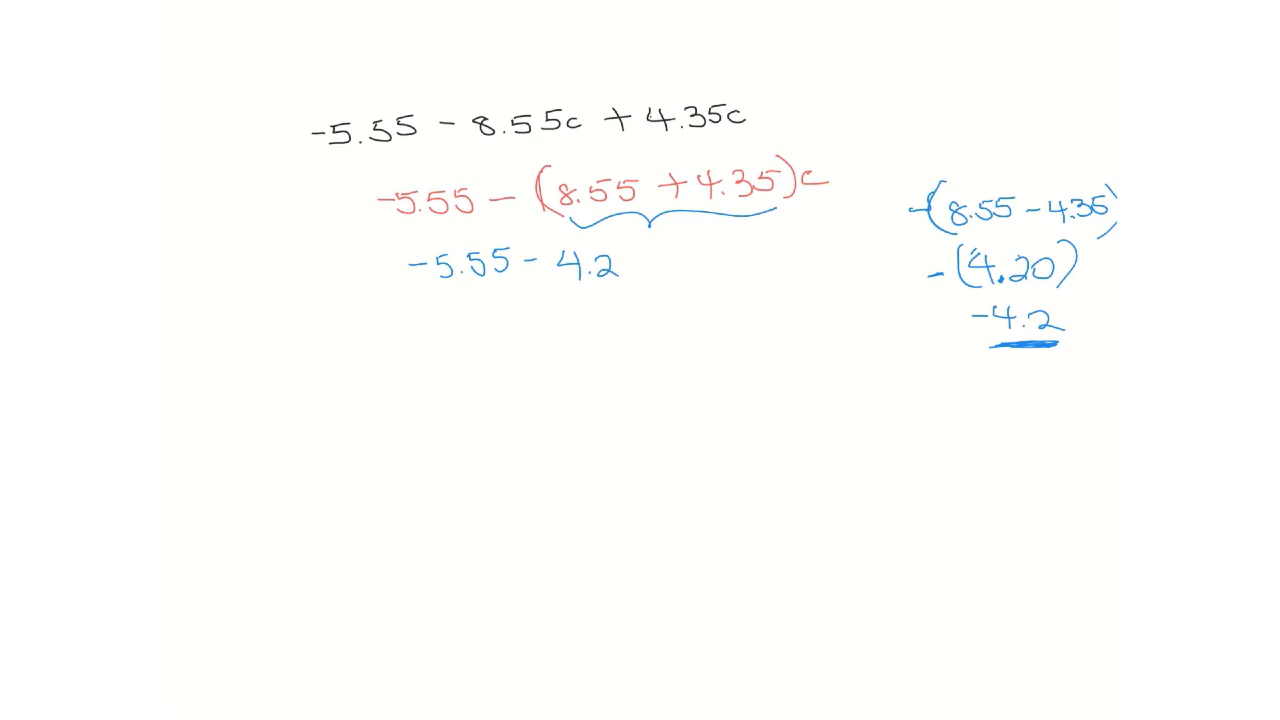 -5.55 - 8.55c + 4.35c
-5.55 - (8.55 + 4.35)c
-5.55 - 4.2
-(8.55 - 4.35)
-(4.20)
-4.2